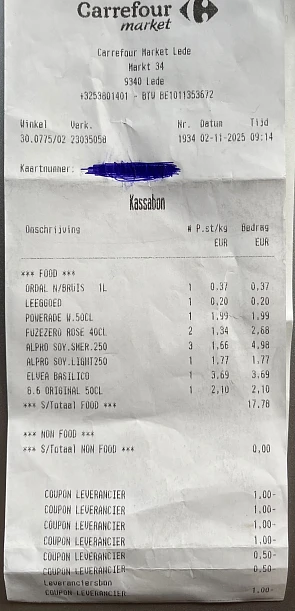 Carrefour
market
Carrefour Market Lede
Markt 34
9340 Lede
+3253801401 - BTW BE1011353672
Winkel Verk. Nr. Datum Tijd
30.0775/02 23035058 1934 02-11-2025 09:14
Kaartnummer:
Kassabon
Omschrijving # P.st/kg Bedrag
EUR EUR
*** FOOD ***
ORDAL N/BRUIS 1L 1 0.37 0.37
LEEGGOED 1 0,20 0.20
POWERADE W.50CL 1 1,99 1,99
FUZEZERO ROSE 40CL 2 1,34 2,68
ALPRO SOY.SMER.250 3 1,66 4,98
ALPRO SOY.LIGHT250 1 1,77 1,77
ELVEA BASILICO 1 3,69 3,69
6.6 ORIGINAL 50CL 1 2,10 2,10
*** S/Totaal FOOD *** 17,78
*** NON FOOD ***
*** S/Totaal NON FOOD *** 0,00
COUPON LEVERANCIER 1,00-
COUPON LEVERANCIER 1,00-
COUPON LEVERANCIER 1,00-
COUPON LEVERANCIER 1,00-
COUPON LEVERANCIER 0,50-
COUPON LEVERANCIER 0,50-
Leveranciersbon
COUPON LEVERANCIER 1,00-